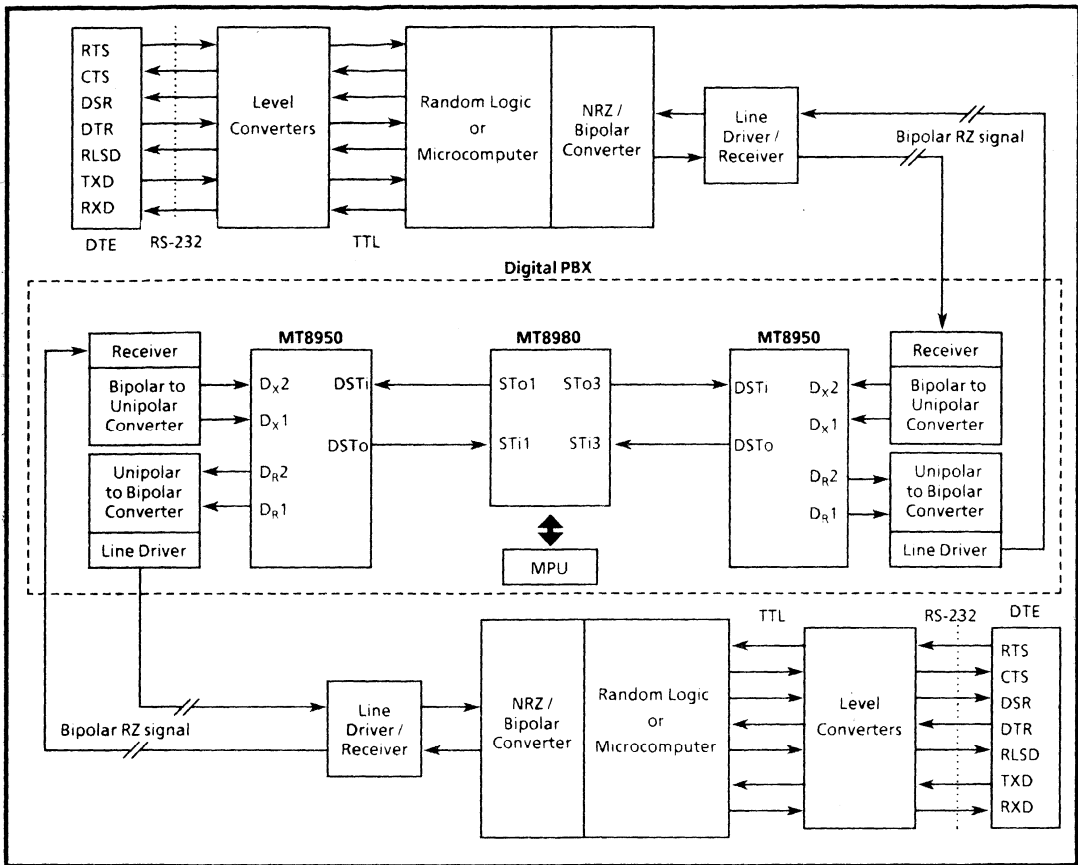 RTS
CTS
DSR
DTR
RLSD
TXD
RXD
DTE
RS-232
Level
Converters
TTL
Random Logic
or
Microcomputer
NRZ /
Bipolar
Converter
Line
Driver /
Receiver
Bipolar RZ signal
Digital PBX
Receiver
Bipolar to
Unipolar
Converter
Unipolar
to Bipolar
Converter
Line Driver
MT8950
DX2
DX1
DR2
DR1
DSTi
DSTo
MT8980
STo1 STo3
STi1 STi3
MPU
MT8950
DSTi
DSTo
DX2
DX1
DR2
DR1
Receiver
Bipolar to
Unipolar
Converter
Unipolar
to Bipolar
Converter
Line Driver
Bipolar RZ signal
Line
Driver /
Receiver
NRZ /
Bipolar
Converter
Random Logic
or
Microcomputer
TTL
Level
Converters
RS-232
DTE
RTS
CTS
DSR
DTR
RLSD
TXD
RXD